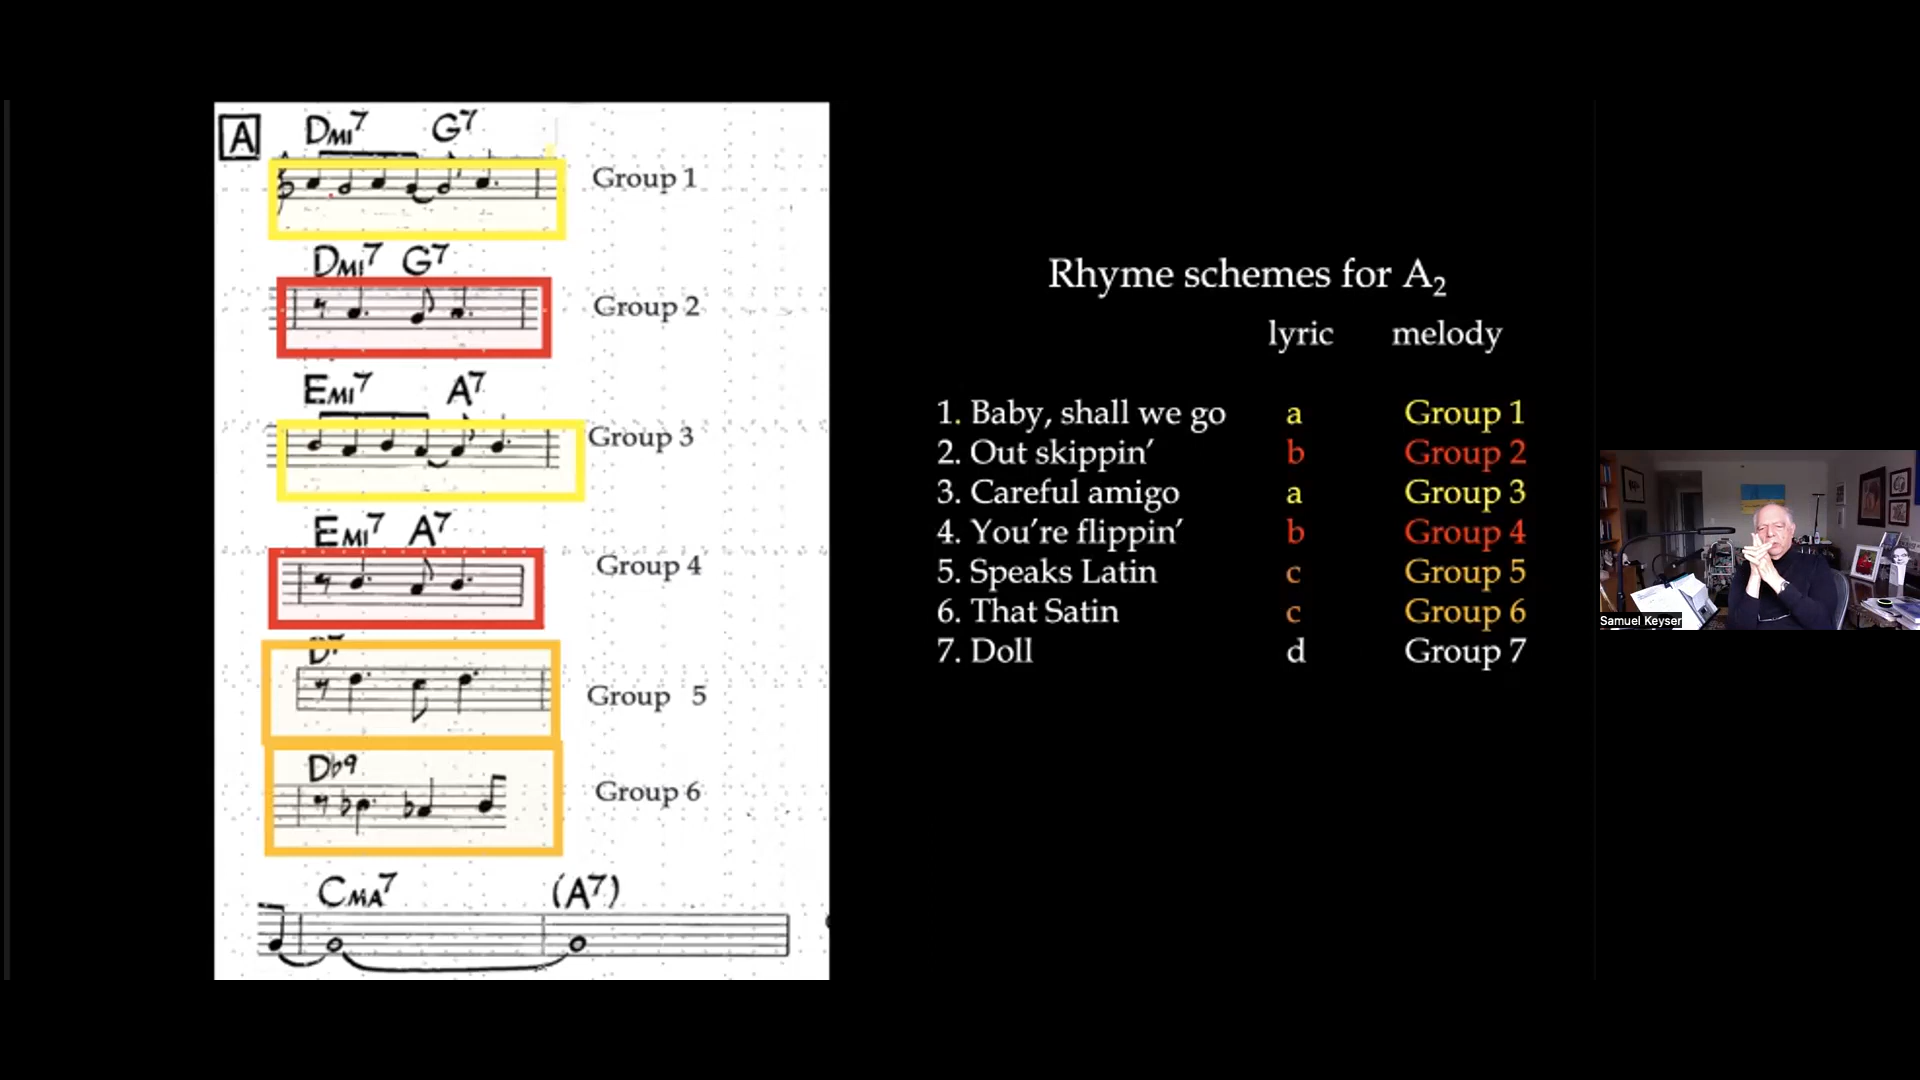 A
DMI7 G7
Group 1
DMI7 G7
Group 2
EMI7 A7
Group 3
EMI7 A7
Group 4
D7
Group 5
Db9
Group 6
CMA7 (A7)
Rhyme schemes for A2
lyric melody
1. Baby, shall we go a Group 1
2. Out skippin’ b Group 2
3. Careful amigo a Group 3
4. You’re flippin’ b Group 4
5. Speaks Latin c Group 5
6. That Satin c Group 6
7. Doll d Group 7
Samuel Keyser